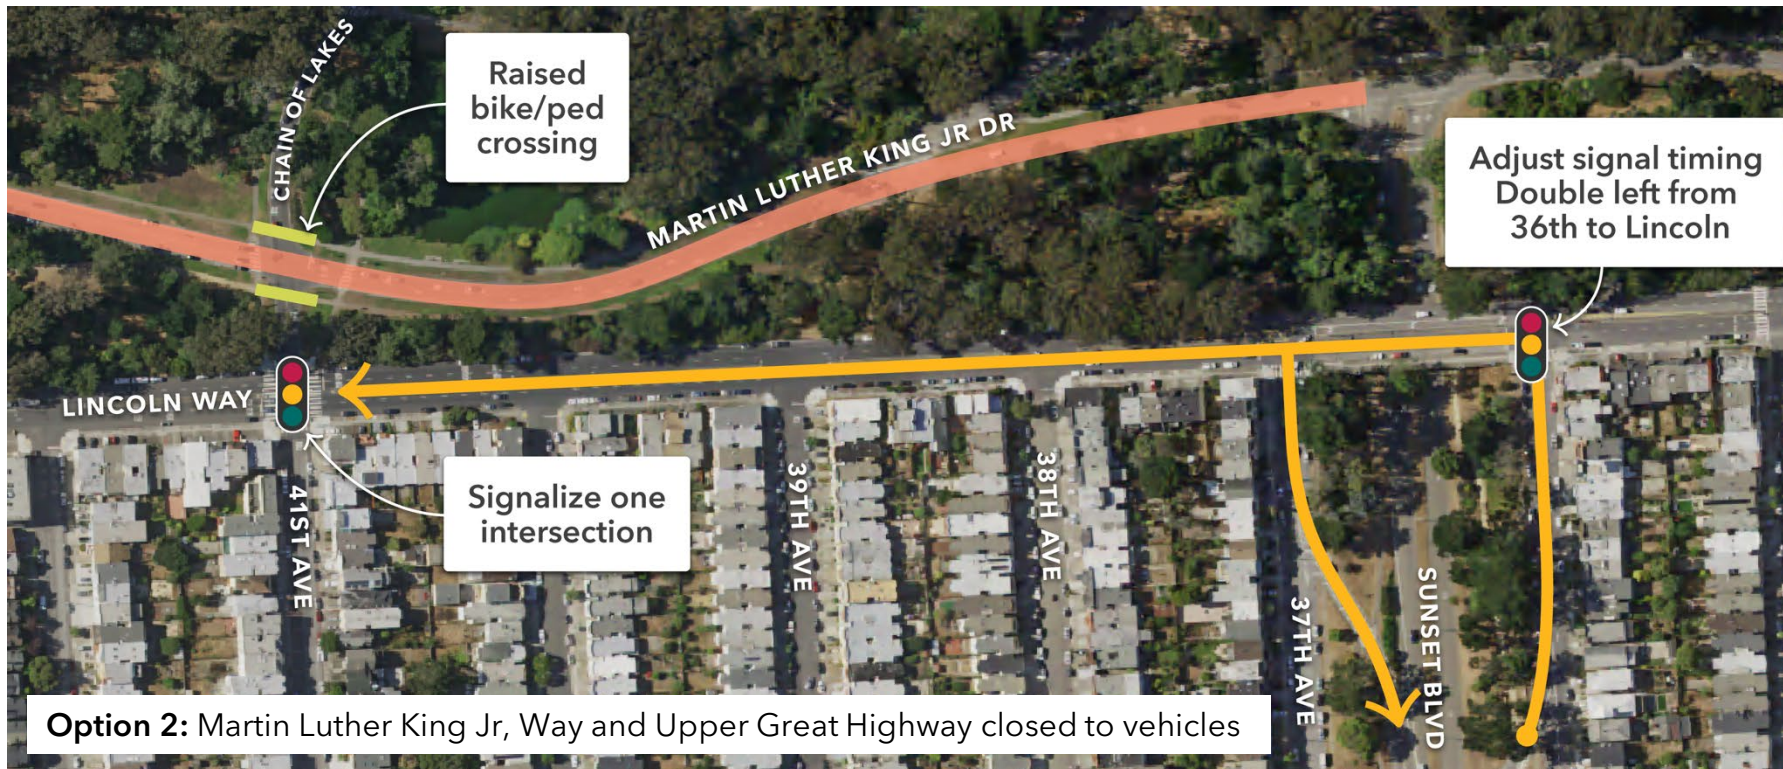 CHAIN OF LAKES
Raised
bike/ped
crossing
MARTIN LUTHER KING JR DR
Adjust signal timing
Double left from
36th to Lincoln
LINCOLN WAY
Signalize one
intersection
41ST AVE
39TH AVE
38TH AVE
37TH AVE
SUNSET BLVD
Option 2: Martin Luther King Jr, Way and Upper Great Highway closed to vehicles